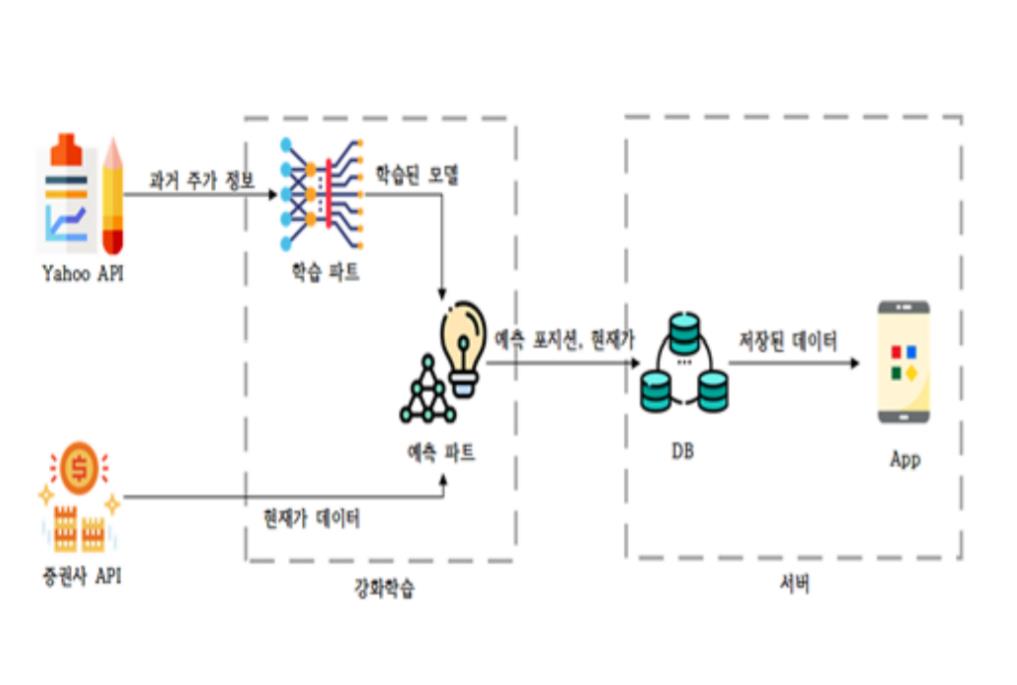 과거 주가 정보
학습된 모델
Yahoo API
학습 파트
예측 포지션, 현재가
저장된 데이터
예측 파트
DB
App
현재가 데이터
증권사 API
강화학습
서버